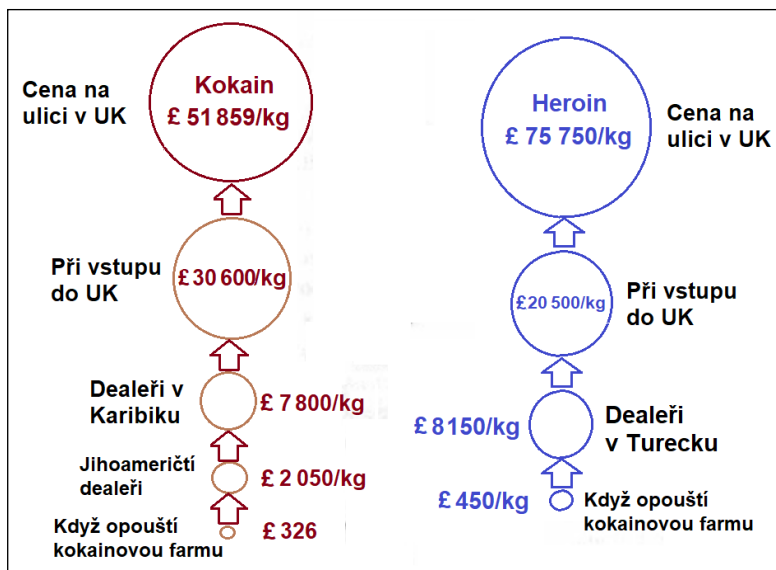 Cena na
ulici v UK
Kokain
£ 51 859/kg
Při vstupu
do UK
£ 30 600/kg
Dealeři v
Karibiku
£ 7 800/kg
Jihoameričtí
dealeři
£ 2 050/kg
Když opouští
kokainovou farmu
£ 326
Heroin
£ 75 750/kg
Cena na
ulici v UK
£20 500/kg
Při vstupu
do UK
£ 8150/kg
Dealeři
v Turecku
£ 450/kg
Když opouští
kokainovou farmu